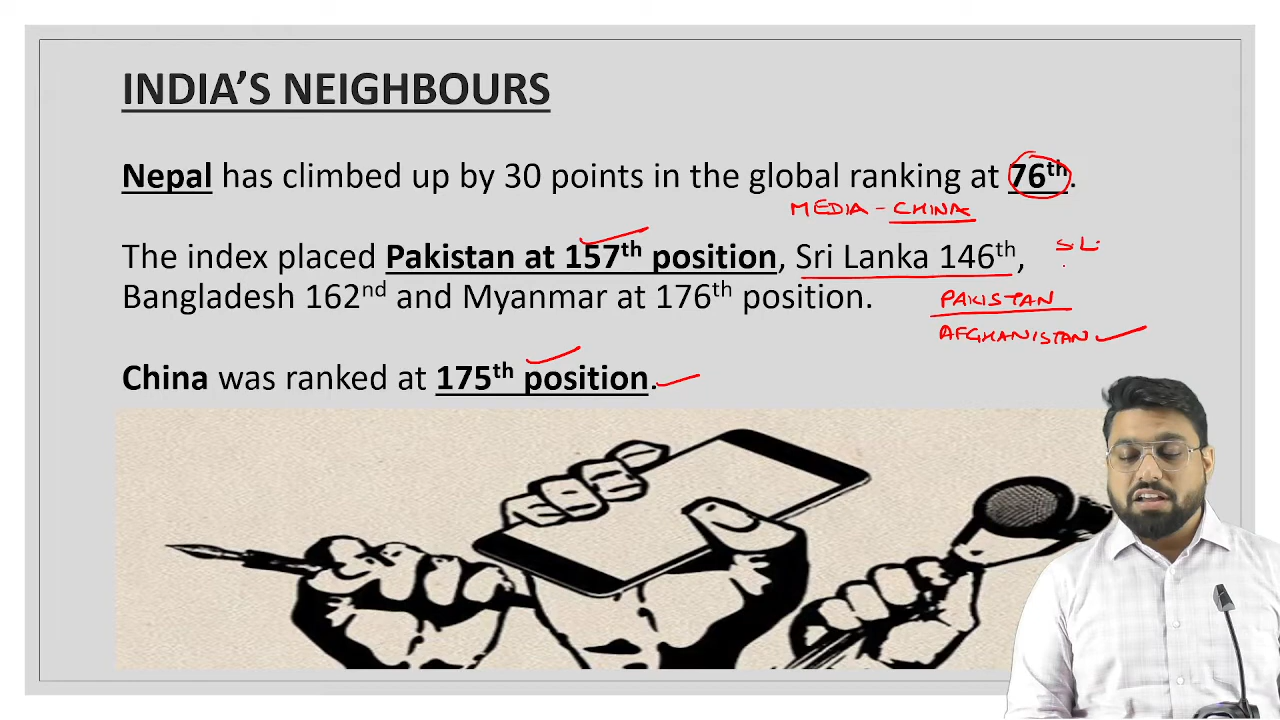 INDIA'S NEIGHBOURS
Nepal has climbed up by 30 points in the global ranking at 76th.
MEDIA - CHINA
The index placed Pakistan at 157th position, Sri Lanka 146th, SL
Bangladesh 162nd and Myanmar at 176th position. PAKISTAN
AFGHANISTAN
China was ranked at 175th position.